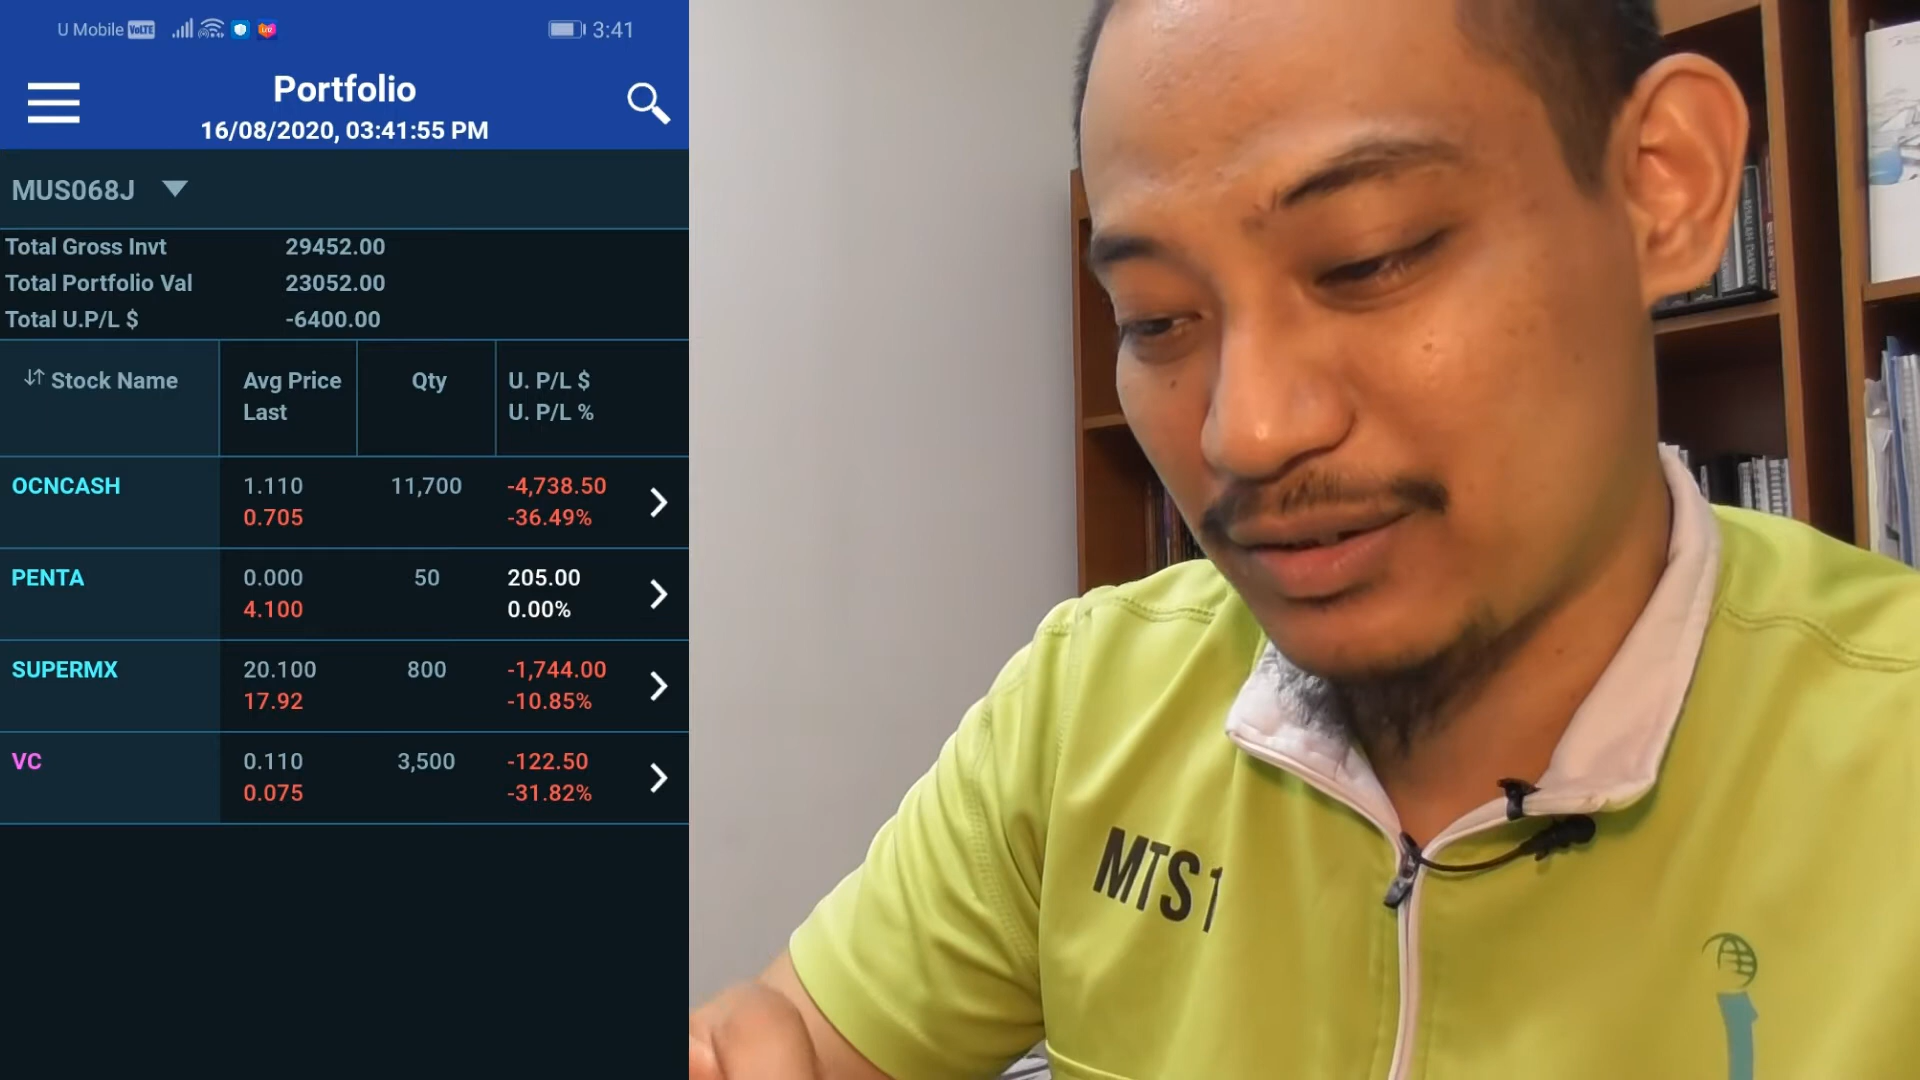 U Mobile VoLTE
3:41
Portfolio
16/08/2020, 03:41:55 PM
MUS068J
Total Gross Invt 29452.00
Total Portfolio Val 23052.00
Total U.P/L $ -6400.00
Stock Name Avg Price Qty U. P/L $
Last U. P/L %
OCNCASH 1.110 11,700 -4,738.50
0.705 -36.49%
PENTA 0.000 50 205.00
4.100 0.00%
SUPERMX 20.100 800 -1,744.00
17.92 -10.85%
VC 0.110 3,500 -122.50
0.075 -31.82%
MTS 1